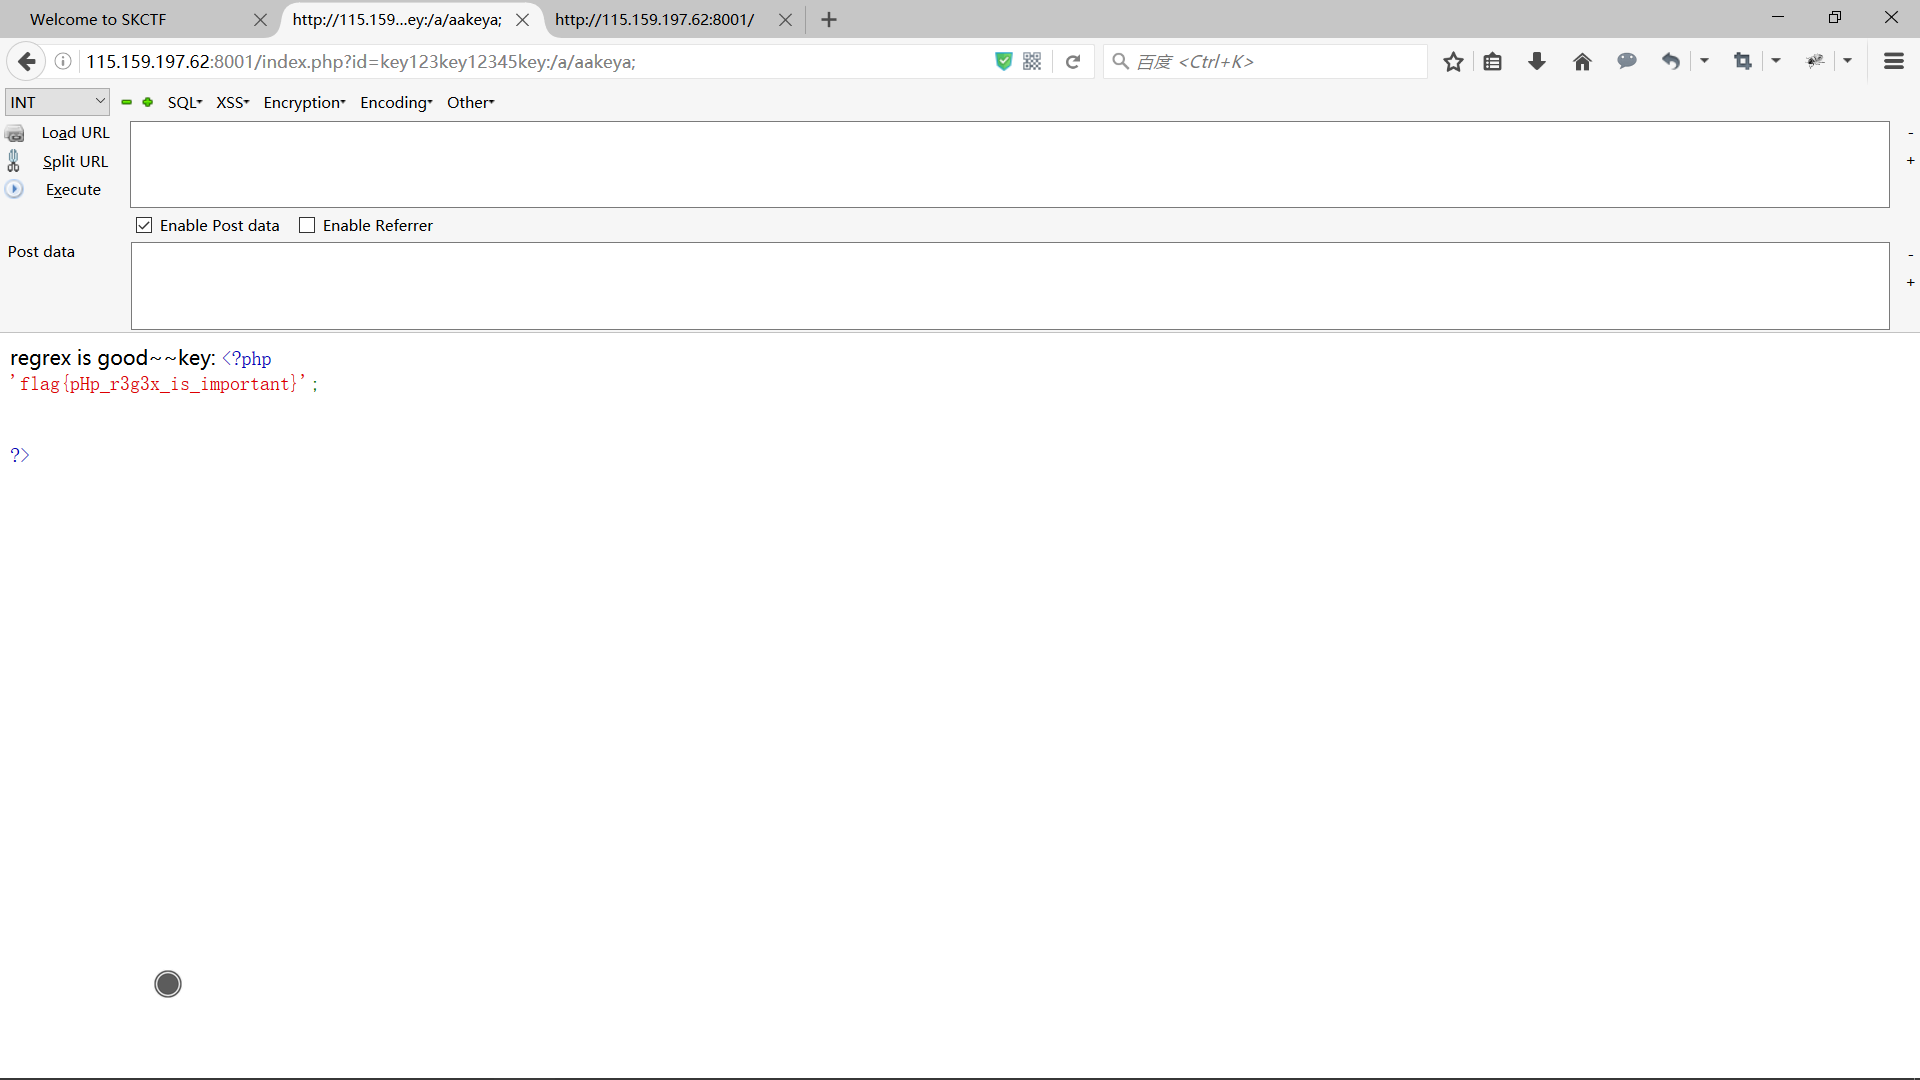 Welcome to SKCTF
http://115.159...ey:/a/aakeya;
http://115.159.197.62:8001/
115.159.197.62:8001/index.php?id=key123key12345key:/a/aakeya;
百度 <Ctrl+K>
INT
SQL
XSS
Encryption
Encoding
Other
Load URL
Split URL
Execute
-
+
Enable Post data
Enable Referrer
Post data
-
+
regrex is good~~key: <?php
'flag{pHp_r3g3x_is_important}';
?>